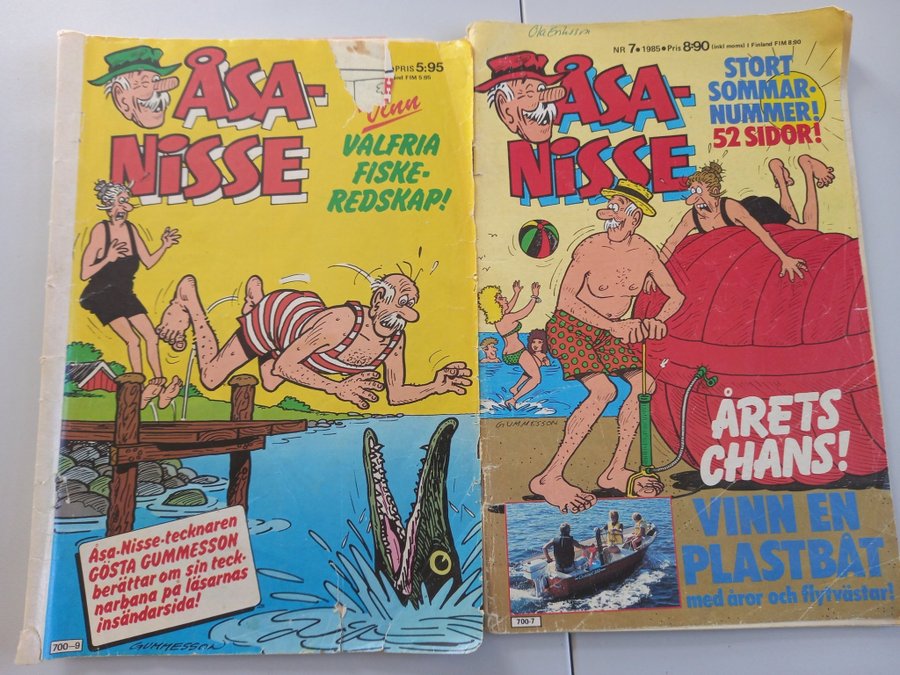 PRIS 5:95
land FIM 5.95
ÅSA-
NISSE
Vinn
VALFRIA
FISKE-
REDSKAP!
Åsa-Nisse-tecknaren
GÖSTA GUMMESSON
berättar om sin teck-
narbana på läsarnas
insändarsida!
700-9
GUMMESSON
Ola Eriksson
NR 7 • 1985 • Pris 8:90 (inkl moms) I Finland FIM 8.90
ÅSA-
NISSE
STORT
SOMMAR-
NUMMER!
52 SIDOR!
GUMMESSON
ÅRETS
CHANS!
VINN EN
PLASTBÅT
med åror och flytvästar!
700-7